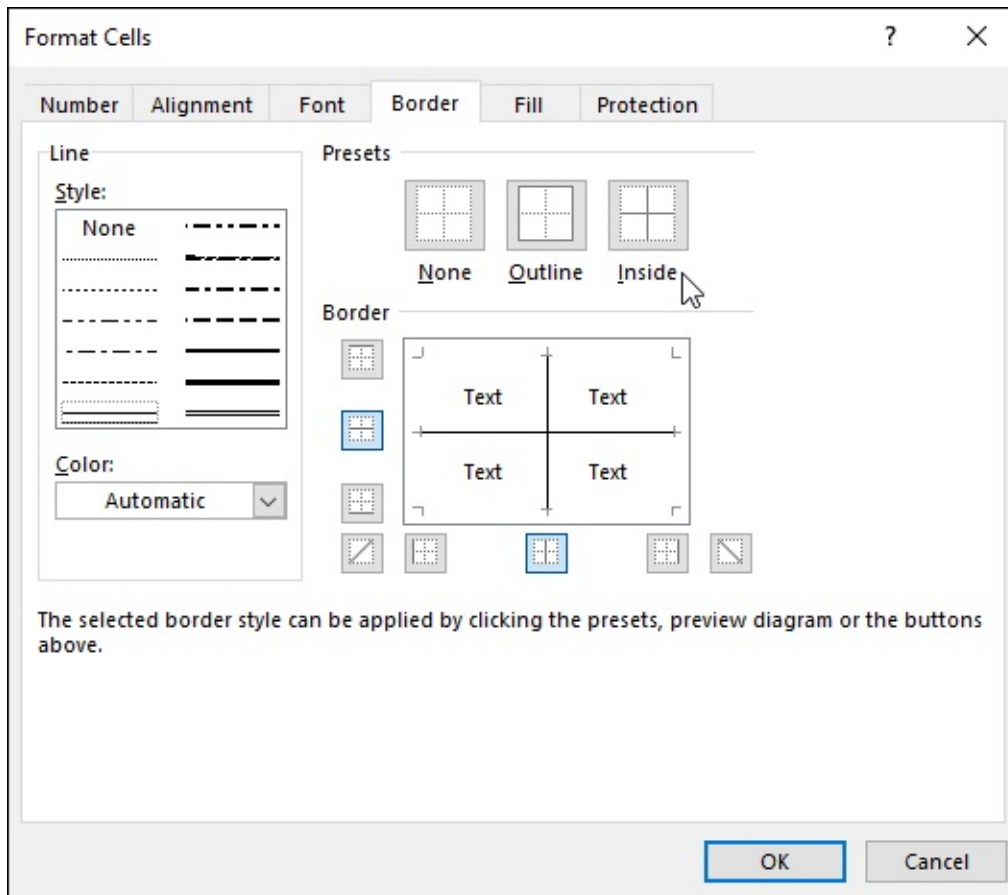 Format Cells
?
Number Alignment Font Border Fill Protection
Line
Style:
None
Color:
Automatic
Presets
None Outline Inside
Border
Text Text
Text Text
The selected border style can be applied by clicking the presets, preview diagram or the buttons
above.
OK Cancel